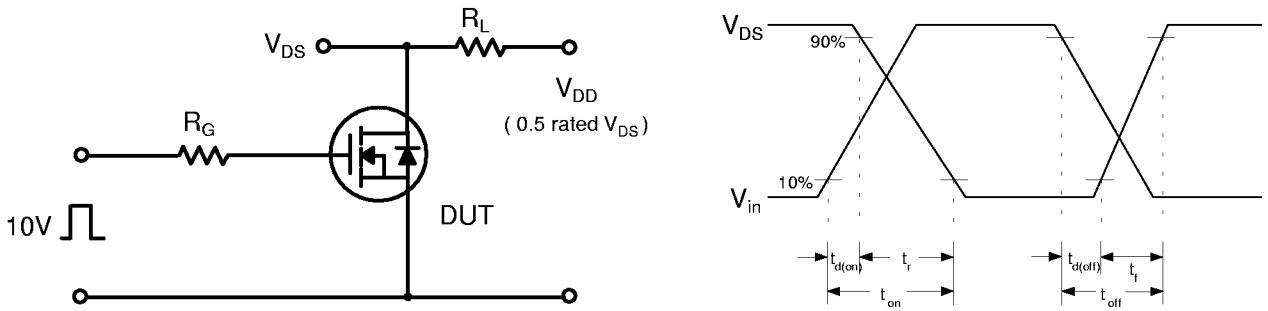 V_DS
R_L
V_DD
( 0.5 rated V_DS )
R_G
10V
DUT
V_DS
90%
10%
V_in
t_d(on)
t_r
t_on
t_d(off)
t_f
t_off